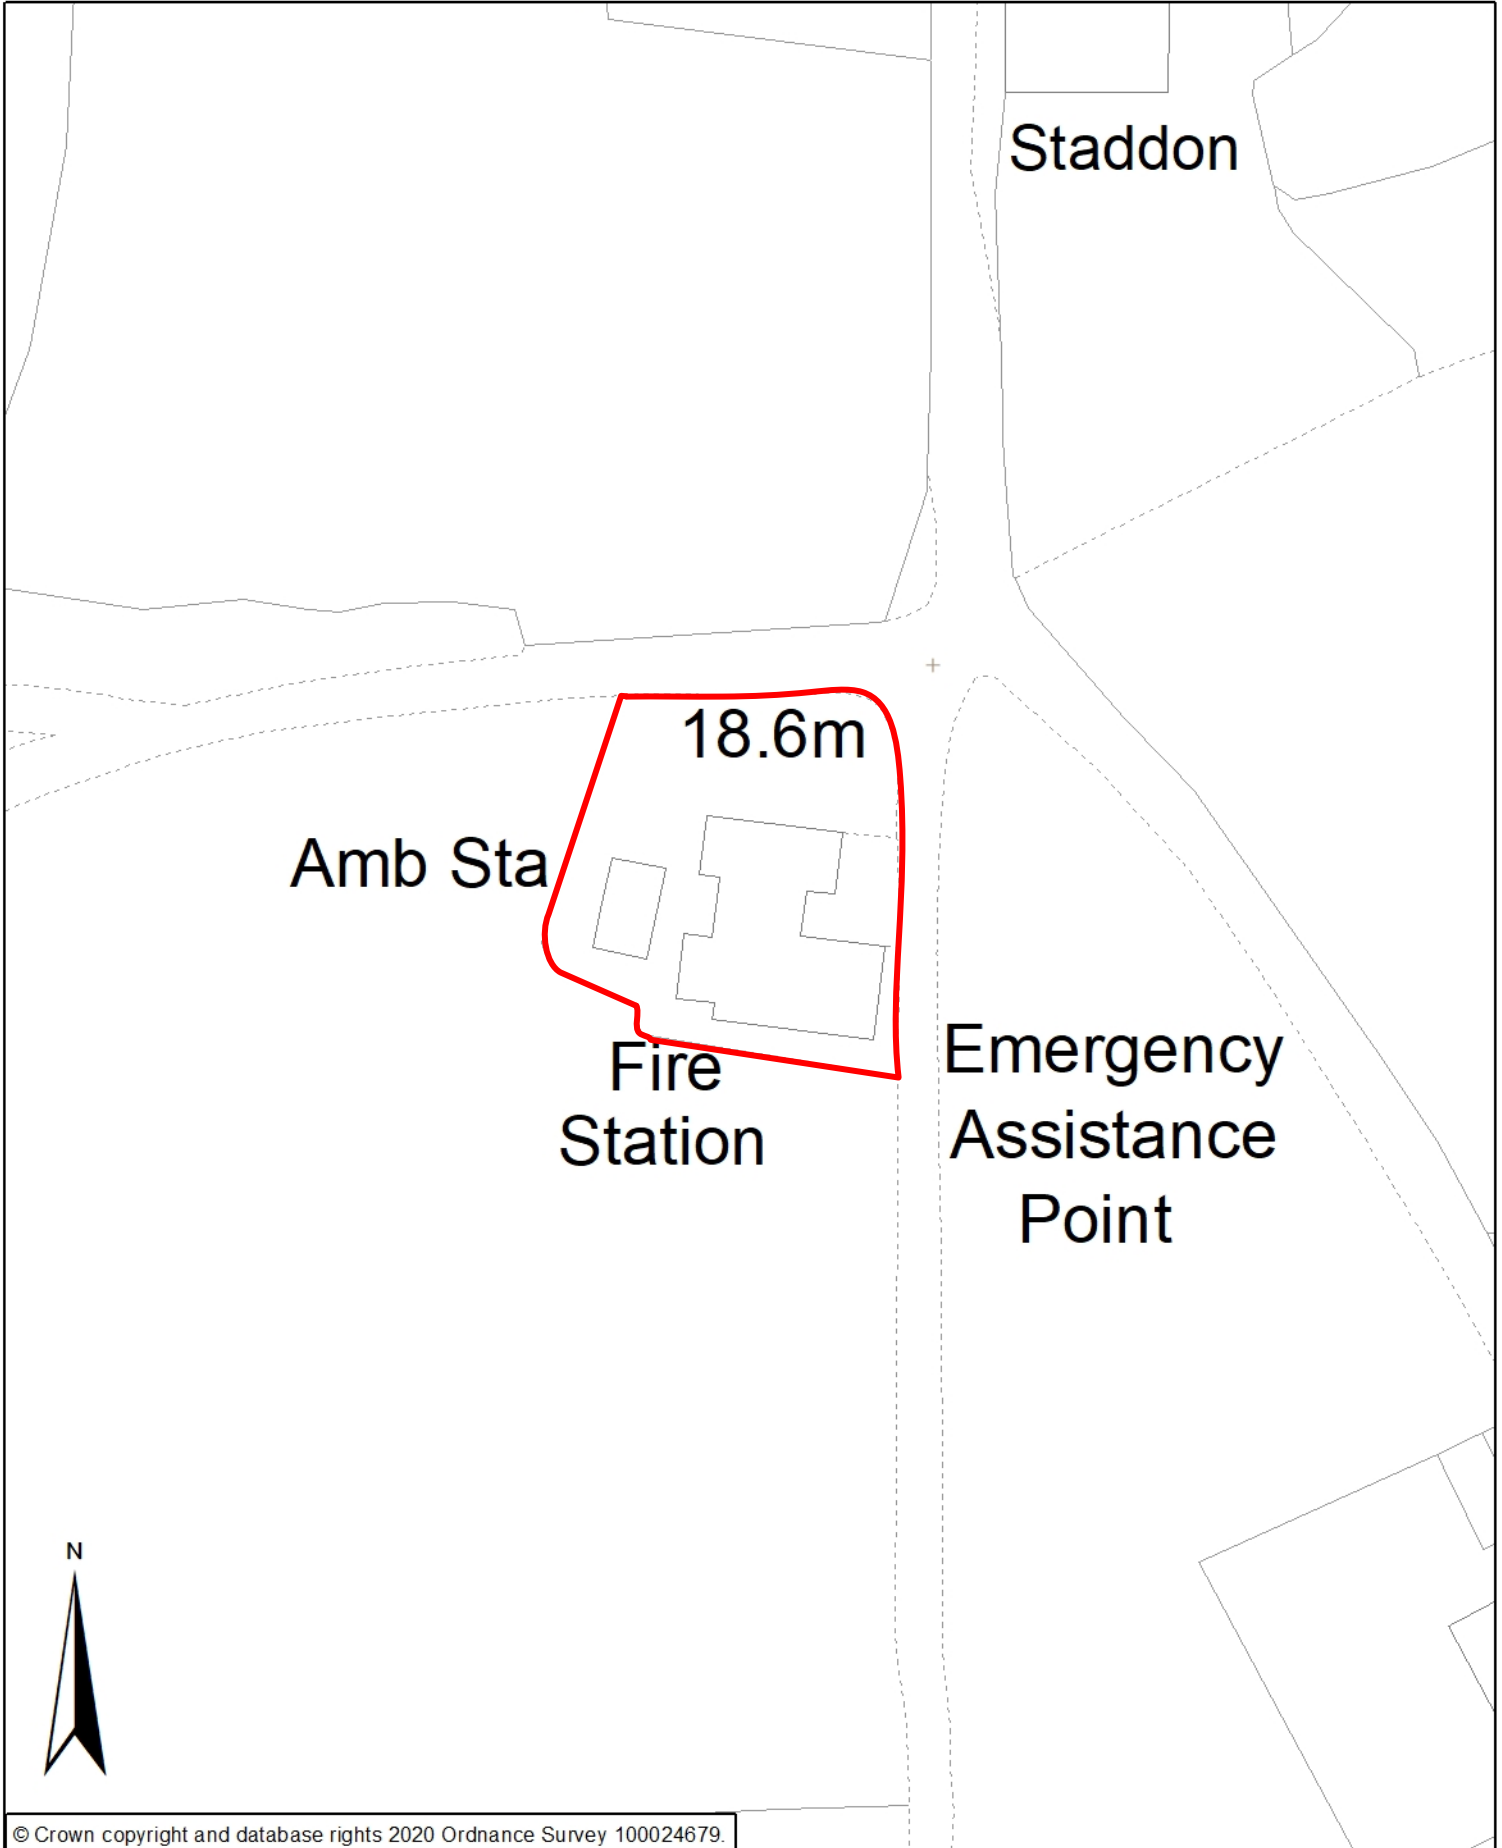 Staddon
18.6m
Amb Sta
Fire
Station
Emergency
Assistance
Point
N
© Crown copyright and database rights 2020 Ordnance Survey 100024679.